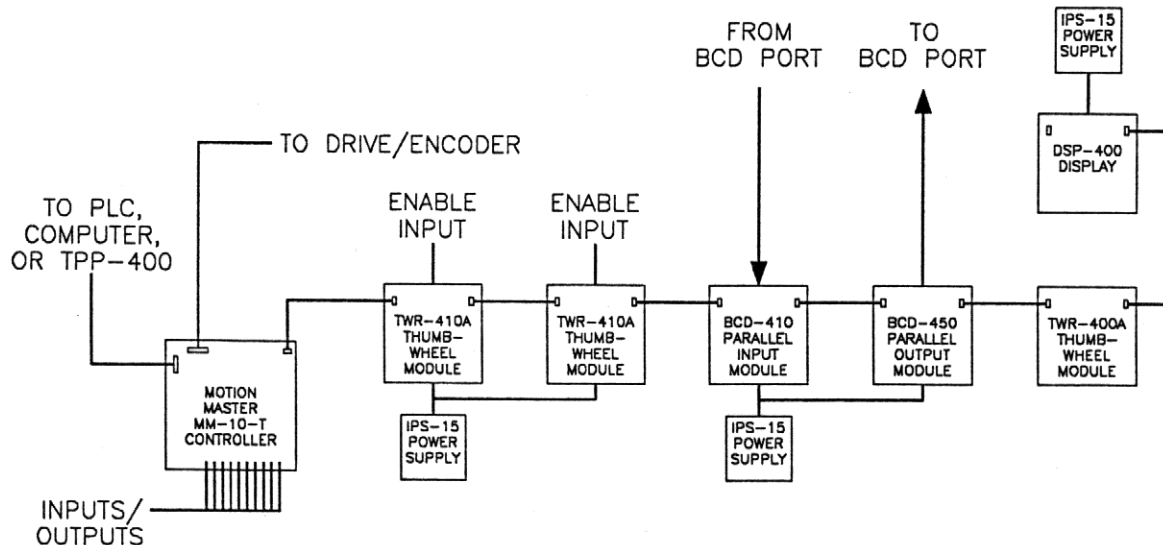 FROM
BCD PORT
TO
BCD PORT
IPS-15
POWER
SUPPLY
TO DRIVE/ENCODER
DSP-400
DISPLAY
TO PLC,
COMPUTER,
OR TPP-400
ENABLE
INPUT
ENABLE
INPUT
MOTION
MASTER
MM-10-T
CONTROLLER
TWR-410A
THUMB-
WHEEL
MODULE
TWR-410A
THUMB-
WHEEL
MODULE
BCD-410
PARALLEL
INPUT
MODULE
BCD-450
PARALLEL
OUTPUT
MODULE
TWR-400A
THUMB-
WHEEL
MODULE
IPS-15
POWER
SUPPLY
IPS-15
POWER
SUPPLY
INPUTS/
OUTPUTS